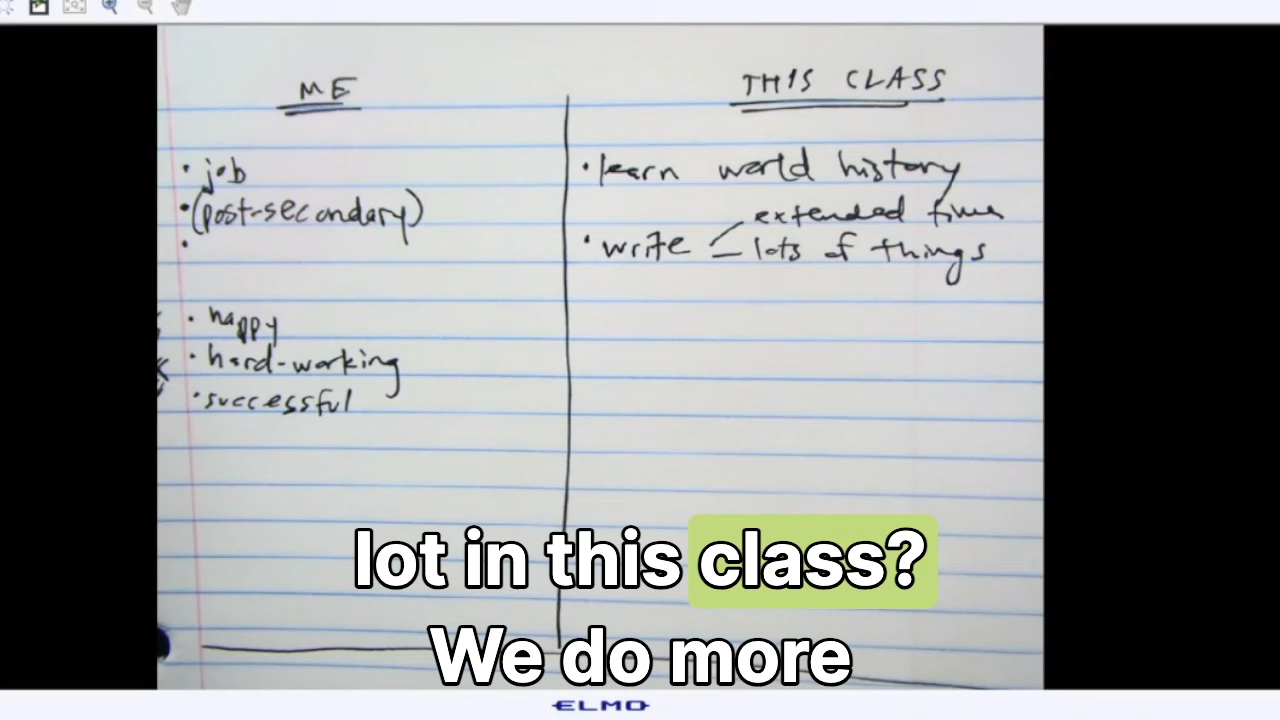 ME
THIS CLASS
• job
• (post-secondary)
•
• happy
• hard-working
• successful
• learn world history
extended time
• write
lots of things
lot in this class?
We do more
ELMO